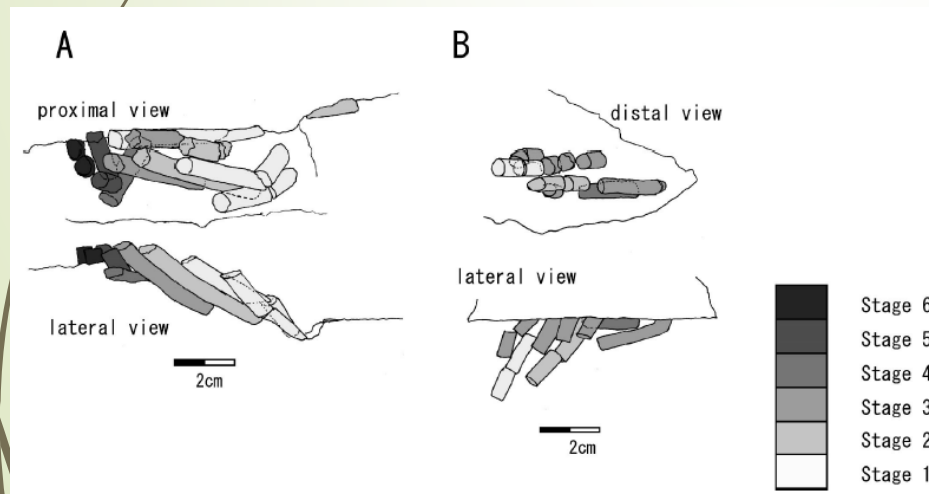 A
proximal view
lateral view
2cm
B
distal view
lateral view
2cm
Stage 6
Stage 5
Stage 4
Stage 3
Stage 2
Stage 1